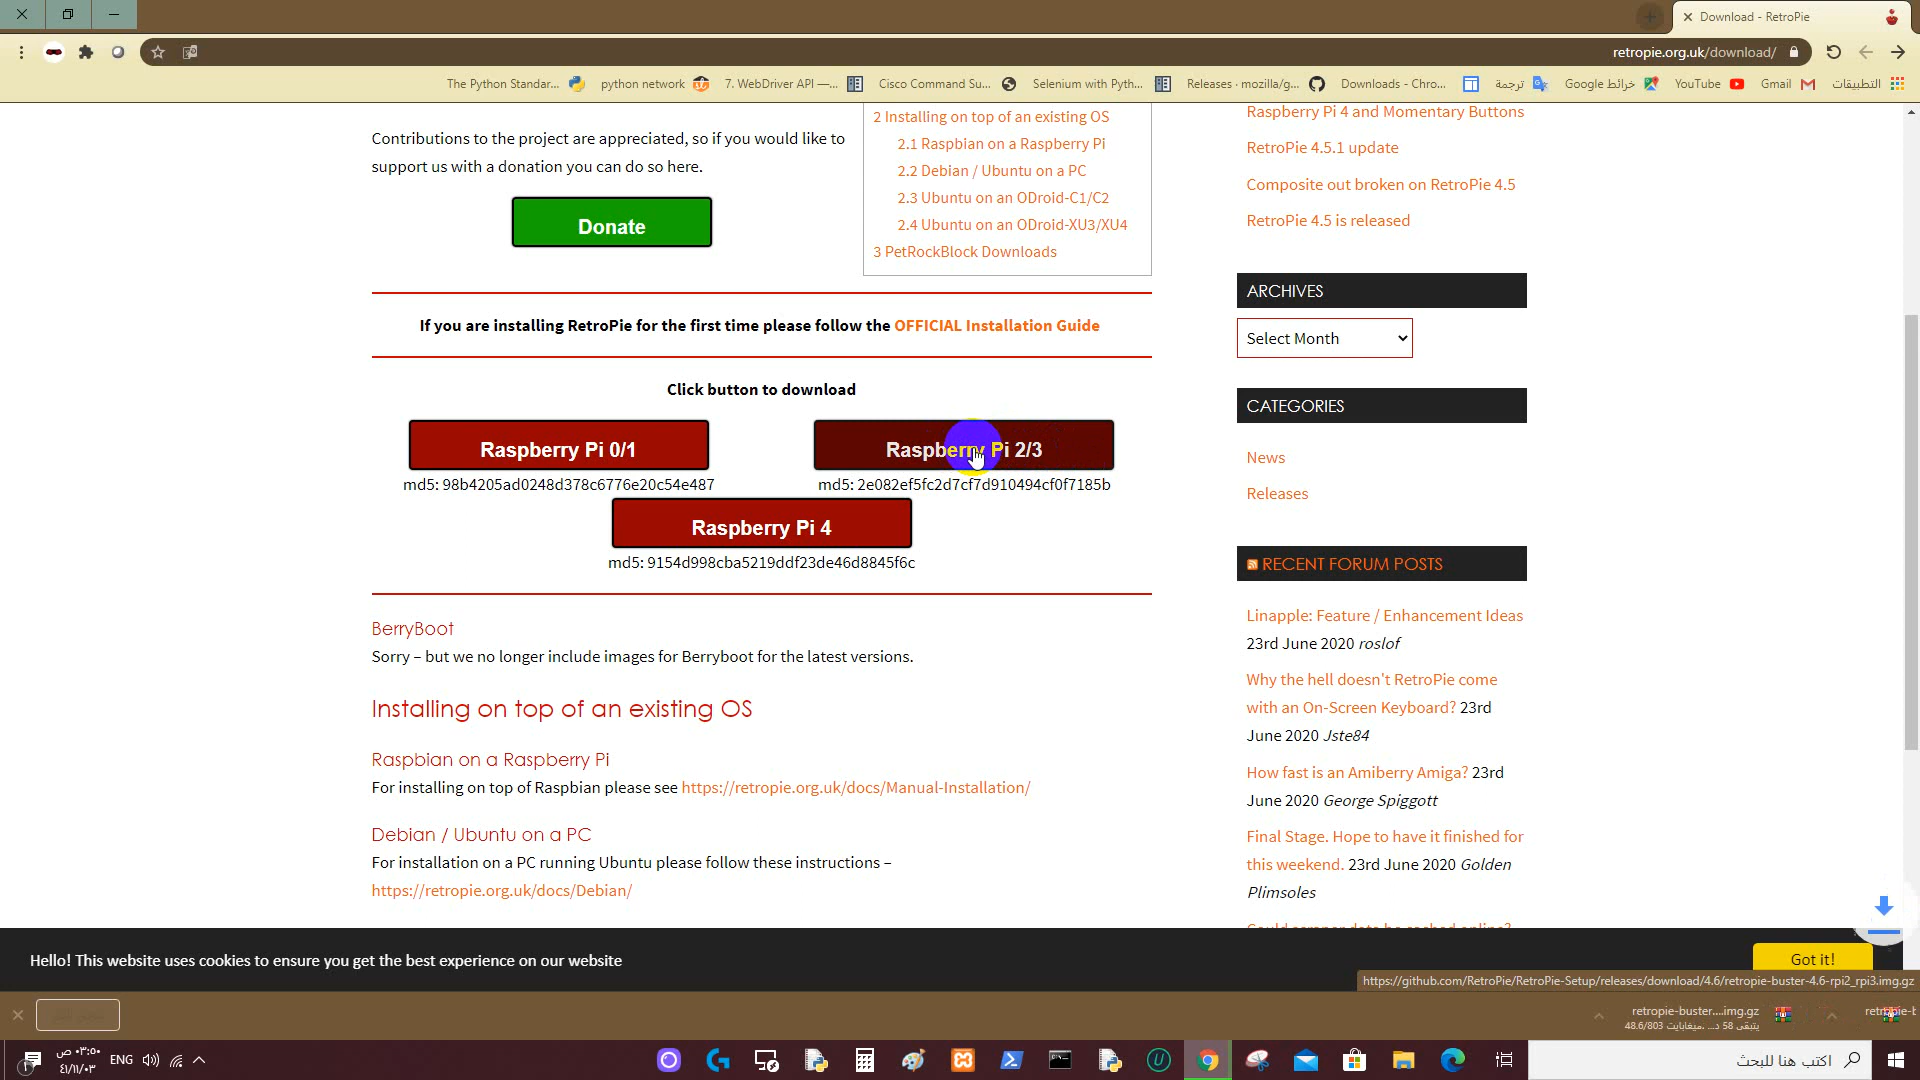 Download - RetroPie
retropie.org.uk/download/
The Python Standar...
python network
7. WebDriver API —...
Cisco Command Su...
Selenium with Pyth...
Releases · mozilla/g...
Downloads - Chro...
ترجمة
خرائط Google
YouTube
Gmail
التطبيقات
Contributions to the project are appreciated, so if you would like to
support us with a donation you can do so here.
Donate
2 Installing on top of an existing OS
2.1 Raspbian on a Raspberry Pi
2.2 Debian / Ubuntu on a PC
2.3 Ubuntu on an ODroid-C1/C2
2.4 Ubuntu on an ODroid-XU3/XU4
3 PetRockBlock Downloads
If you are installing RetroPie for the first time please follow the OFFICIAL Installation Guide
Click button to download
Raspberry Pi 0/1
md5: 98b4205ad0248d378c6776e20c54e487
Raspberry Pi 2/3
md5: 2e082ef5fc2d7cf7d910494cf0f7185b
Raspberry Pi 4
md5: 9154d998cba5219ddf23de46d8845f6c
BerryBoot
Sorry – but we no longer include images for Berryboot for the latest versions.
Installing on top of an existing OS
Raspbian on a Raspberry Pi
For installing on top of Raspbian please see https://retropie.org.uk/docs/Manual-Installation/
Debian / Ubuntu on a PC
For installation on a PC running Ubuntu please follow these instructions –
https://retropie.org.uk/docs/Debian/
Raspberry Pi 4 and Momentary Buttons
RetroPie 4.5.1 update
Composite out broken on RetroPie 4.5
RetroPie 4.5 is released
ARCHIVES
Select Month
CATEGORIES
News
Releases
RECENT FORUM POSTS
Linapple: Feature / Enhancement Ideas
23rd June 2020 roslof
Why the hell doesn't RetroPie come
with an On-Screen Keyboard? 23rd
June 2020 Jste84
How fast is an Amiberry Amiga? 23rd
June 2020 George Spiggott
Final Stage. Hope to have it finished for
this weekend. 23rd June 2020 Golden
Plimsoles
Hello! This website uses cookies to ensure you get the best experience on our website
Got it!
https://github.com/RetroPie/RetroPie-Setup/releases/download/4.6/retropie-buster-4.6-rpi2_rpi3.img.gz
retropie-buster....img.gz
48.6/803 ميغابايت، يتبقى 58 د...
ENG
٠٣:٥٠ ص
٤١/١١/٠٣
اكتب هنا للبحث